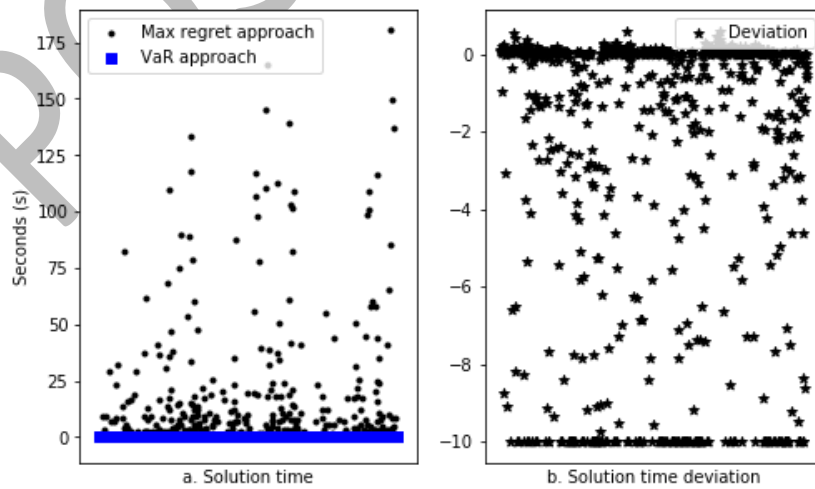 Max regret approach
VaR approach
175
150
125
100
75
50
25
0
Seconds (s)
a. Solution time
Deviation
0
−2
−4
−6
−8
−10
b. Solution time deviation